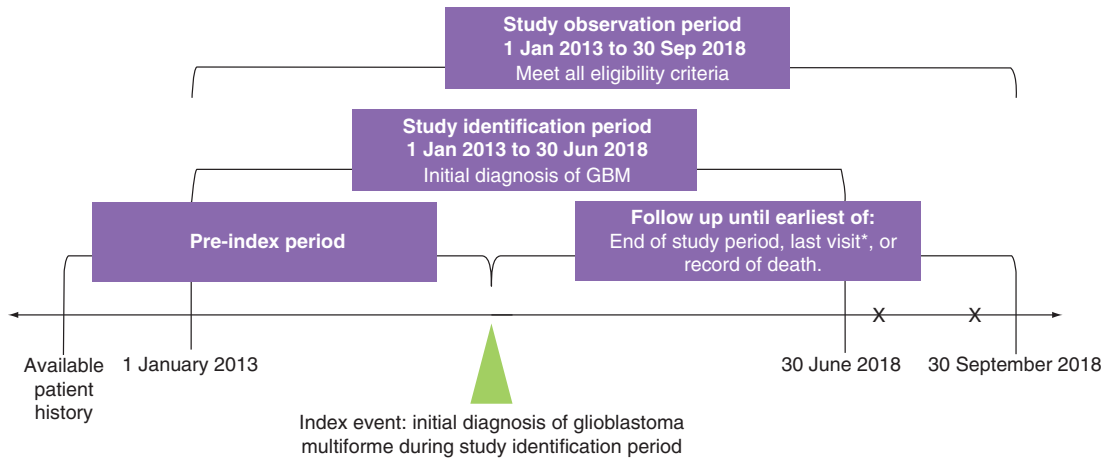 Study observation period
1 Jan 2013 to 30 Sep 2018
Meet all eligibility criteria
Study identification period
1 Jan 2013 to 30 Jun 2018
Initial diagnosis of GBM
Pre-index period
Follow up until earliest of:
End of study period, last visit*, or
record of death.
X
X
Available
patient
history
1 January 2013
30 June 2018
30 September 2018
Index event: initial diagnosis of glioblastoma
multiforme during study identification period